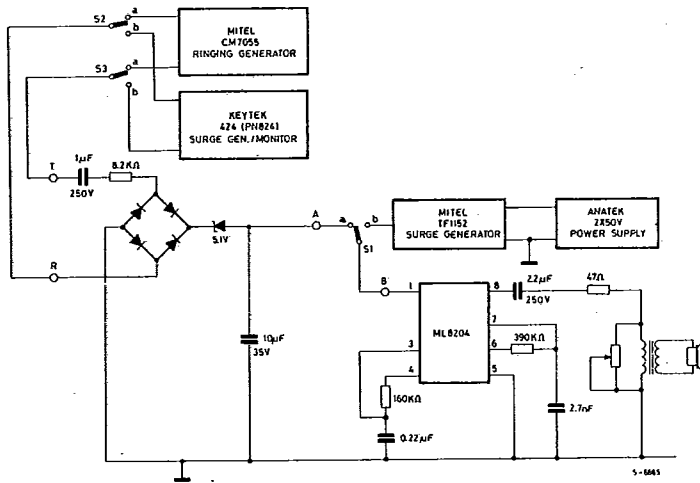 S2
a
b
MITEL
CM7055
RINGING GENERATOR
S3
a
b
KEYTEK
424 (PN824)
SURGE GEN./MONITOR
T
1µF
250V
8.2KΩ
5.1V
A
a
b
S1
MITEL
TF1152
SURGE GENERATOR
ANATEK
2X50V
POWER SUPPLY
R
B
1
8
2.2µF
250V
47Ω
10µF
35V
ML8204
7
3
6
390KΩ
4
5
160KΩ
2.7nF
0.22µF
S-6665